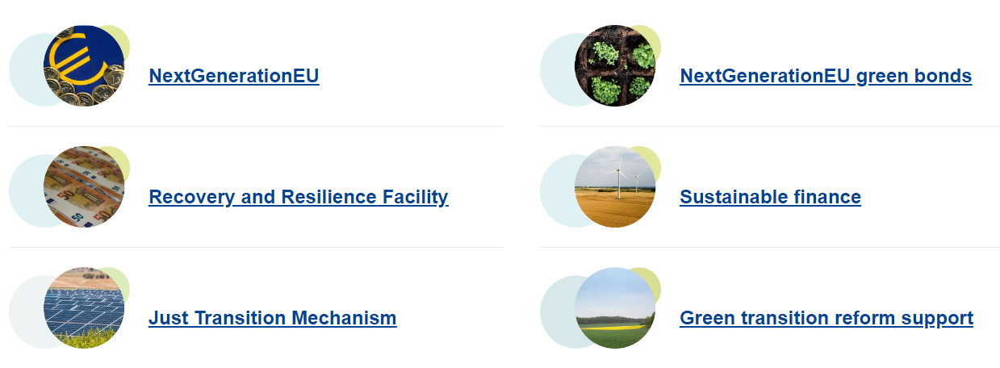 NextGenerationEU
NextGenerationEU green bonds
Recovery and Resilience Facility
Sustainable finance
Just Transition Mechanism
Green transition reform support